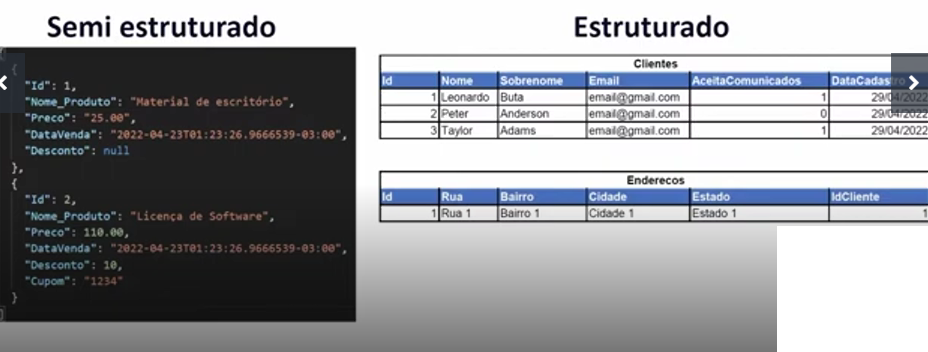 Semi estruturado
{
"Id": 1,
"Nome_Produto": "Material de escritório",
"Preco": "25.00",
"DataVenda": "2022-04-23T01:23:26.9666539-03:00",
"Desconto": null
},
{
"Id": 2,
"Nome_Produto": "Licença de Software",
"Preco": 110.00,
"DataVenda": "2022-04-23T01:23:26.9666539-03:00",
"Desconto": 10,
"Cupom": "1234"
}
]
Estruturado
Clientes
Id Nome Sobrenome Email AceitaComunicados DataCadastro
1 Leonardo Buta email@gmail.com 1 29/04/2022
2 Peter Anderson email@gmail.com 0 29/04/2022
3 Taylor Adams email@gmail.com 1 29/04/2022
Enderecos
Id Rua Bairro Cidade Estado IdCliente
1 Rua 1 Bairro 1 Cidade 1 Estado 1 1